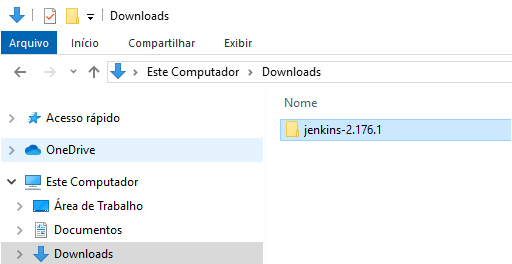 Downloads
Arquivo Início Compartilhar Exibir
Este Computador Downloads
Acesso rápido
OneDrive
Este Computador
Área de Trabalho
Documentos
Downloads
Nome
jenkins-2.176.1